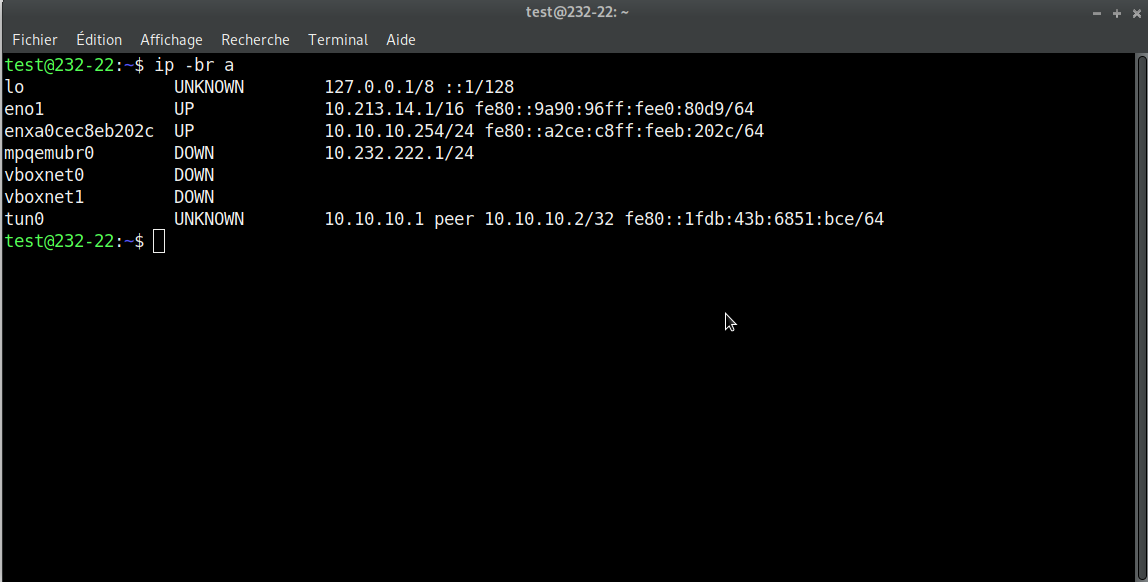 test@232-22: ~
Fichier Édition Affichage Recherche Terminal Aide
test@232-22:~$ ip -br a
lo UNKNOWN 127.0.0.1/8 ::1/128
eno1 UP 10.213.14.1/16 fe80::9a90:96ff:fee0:80d9/64
enxa0cec8eb202c UP 10.10.10.254/24 fe80::a2ce:c8ff:feeb:202c/64
mpqemubr0 DOWN 10.232.222.1/24
vboxnet0 DOWN
vboxnet1 DOWN
tun0 UNKNOWN 10.10.10.1 peer 10.10.10.2/32 fe80::1fdb:43b:6851:bce/64
test@232-22:~$